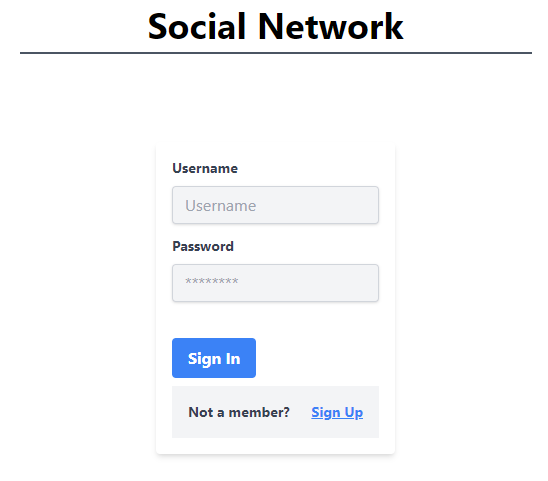 Social Network
Username
Username
Password
********
Sign In
Not a member? Sign Up